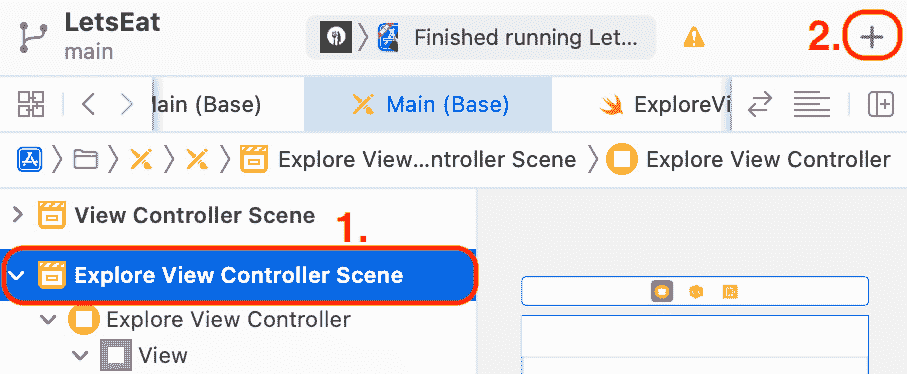 LetsEat
main
Finished running Let...
2.
+
Main (Base)
Main (Base)
ExploreVi
Explore View...ntroller Scene
Explore View Controller
View Controller Scene
1.
Explore View Controller Scene
Explore View Controller
View